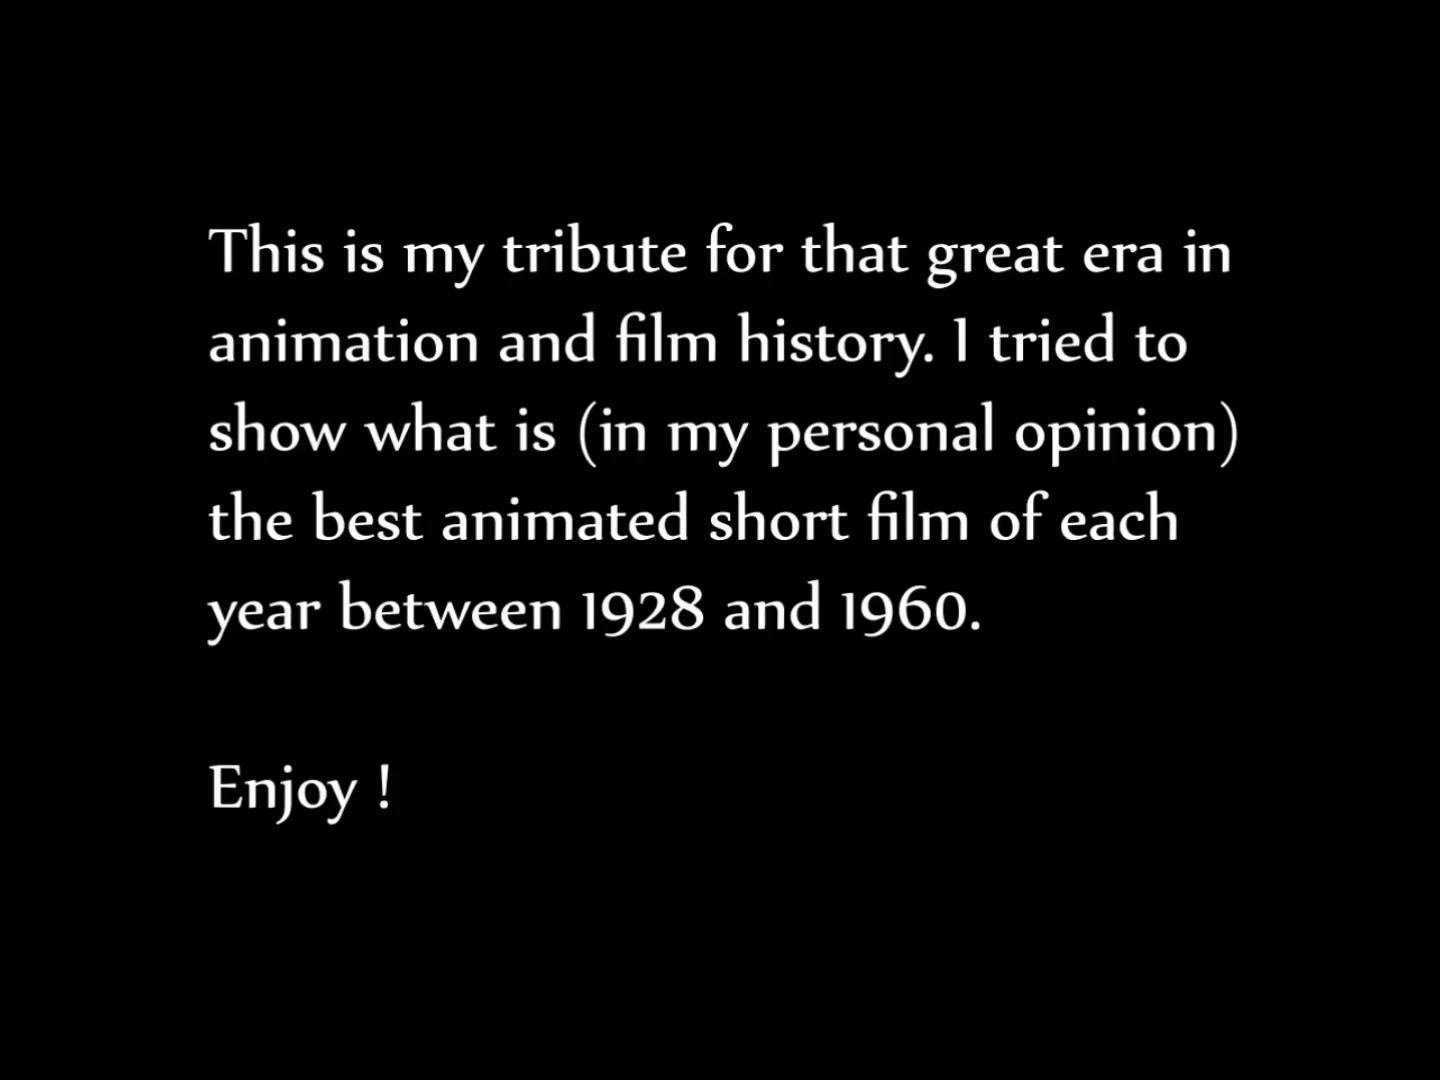 This is my tribute for that great era in
animation and film history. I tried to
show what is (in my personal opinion)
the best animated short film of each
year between 1928 and 1960.
Enjoy !